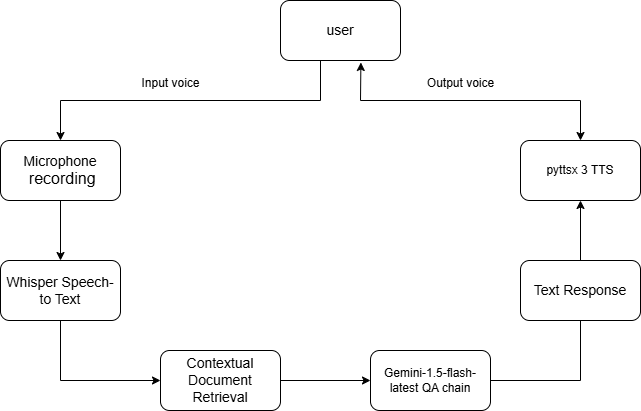 user
Input voice
Output voice
Microphone
recording
pyttsx 3 TTS
Whisper Speech-
to Text
Text Response
Contextual
Document
Retrieval
Gemini-1.5-flash-
latest QA chain